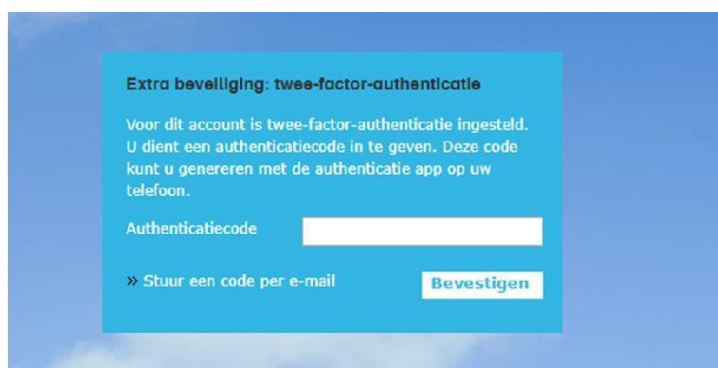 Extra beveiliging: twee-factor-authenticatie
Voor dit account is twee-factor-authenticatie ingesteld.
U dient een authenticatiecode in te geven. Deze code
kunt u genereren met de authenticatie app op uw
telefoon.
Authenticatiecode
» Stuur een code per e-mail
Bevestigen